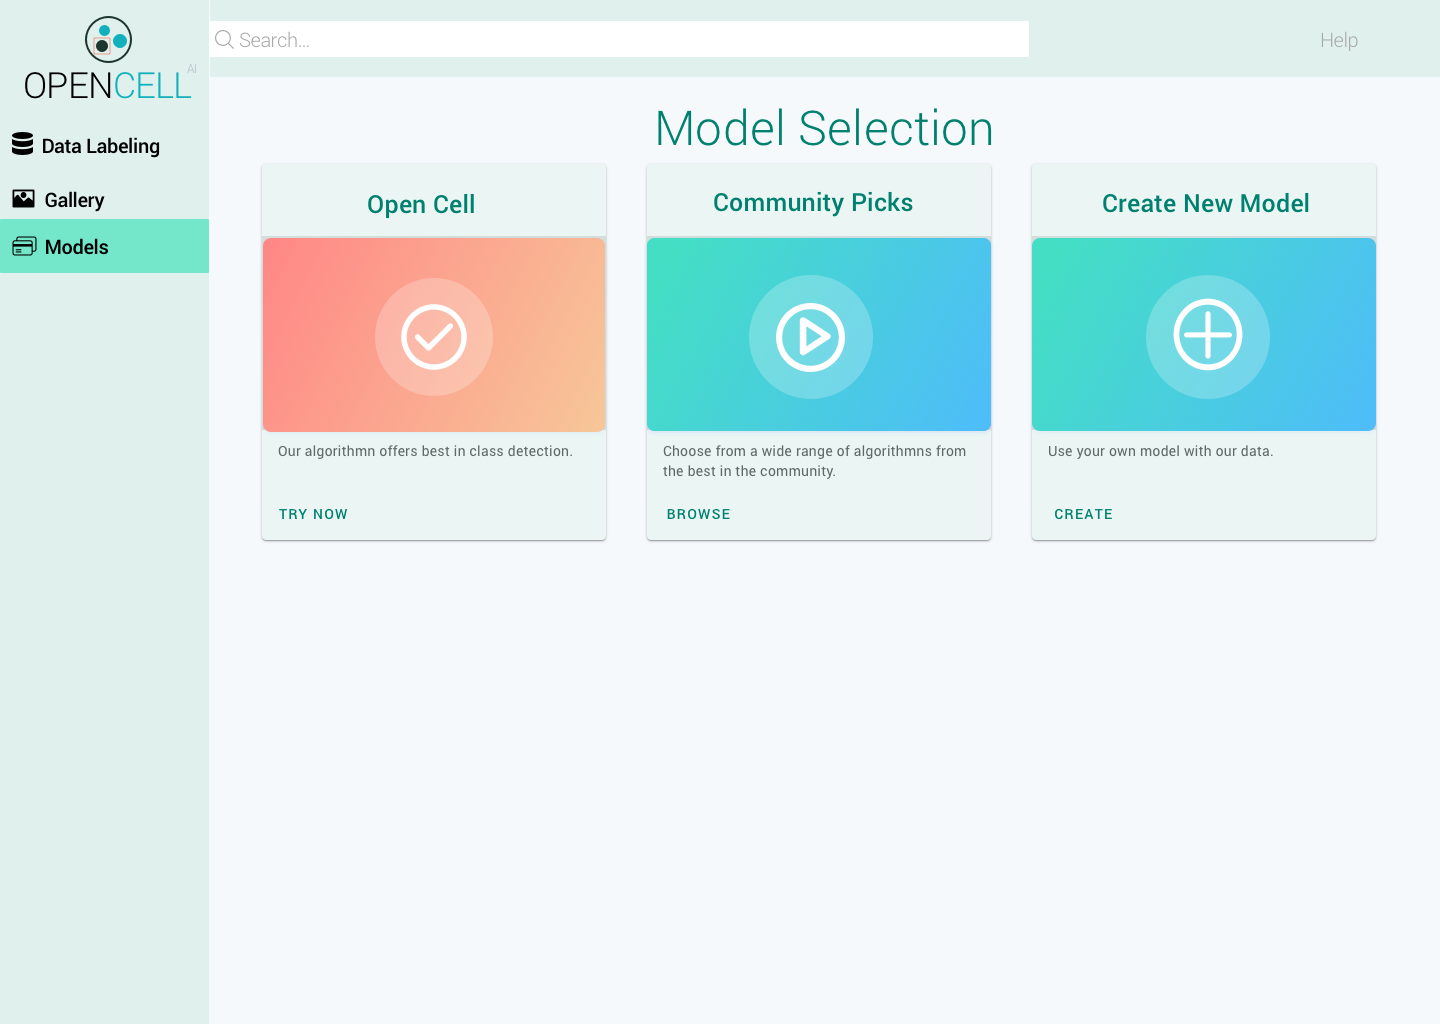 AI
OPENCELL
Search...
Help
Data Labeling
Gallery
Models
Model Selection
Open Cell
Our algorithmn offers best in class detection.
TRY NOW
Community Picks
Choose from a wide range of algorithmns from
the best in the community.
BROWSE
Create New Model
Use your own model with our data.
CREATE